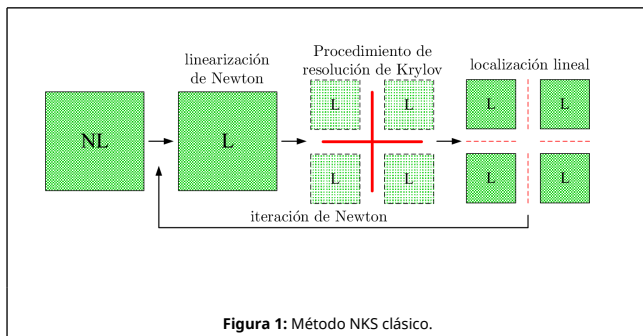 linearización
de Newton
Procedimiento de
resolución de Krylov
localización lineal
NL
L
L
L
L
L
L
L
L
L
iteración de Newton
Figura 1: Método NKS clásico.